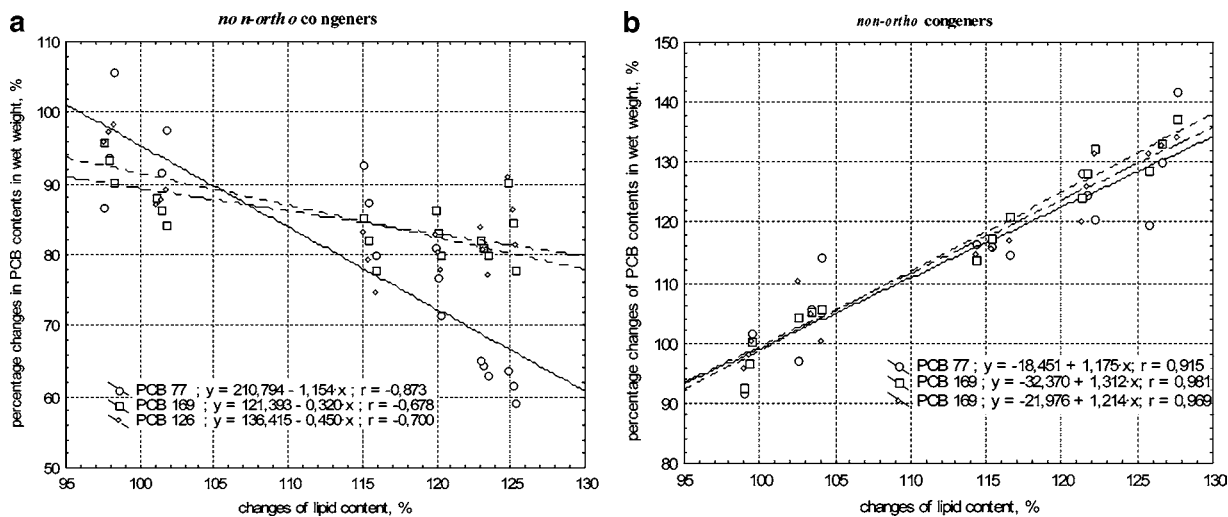 a
non-ortho congeners
percentage changes in PCB contents in wet weight, %
110
100
90
80
70
60
50
PCB 77 ; y = 210,794 - 1,154·x ; r = -0,873
PCB 169 ; y = 121,393 - 0,320·x ; r = -0,678
PCB 126 ; y = 136,415 - 0,450·x ; r = -0,700
95 100 105 110 115 120 125 130
changes of lipid content, %
b
non-ortho congeners
percentage changes of PCB contents in wet weight, %
150
140
130
120
110
100
90
80
PCB 77 ; y = -18,451 + 1,175·x ; r = 0,915
PCB 169 ; y = -32,370 + 1,312·x; r = 0,981
PCB 169 ; y = -21,976 + 1,214·x; r = 0,969
95 100 105 110 115 120 125 130
changes of lipid content, %